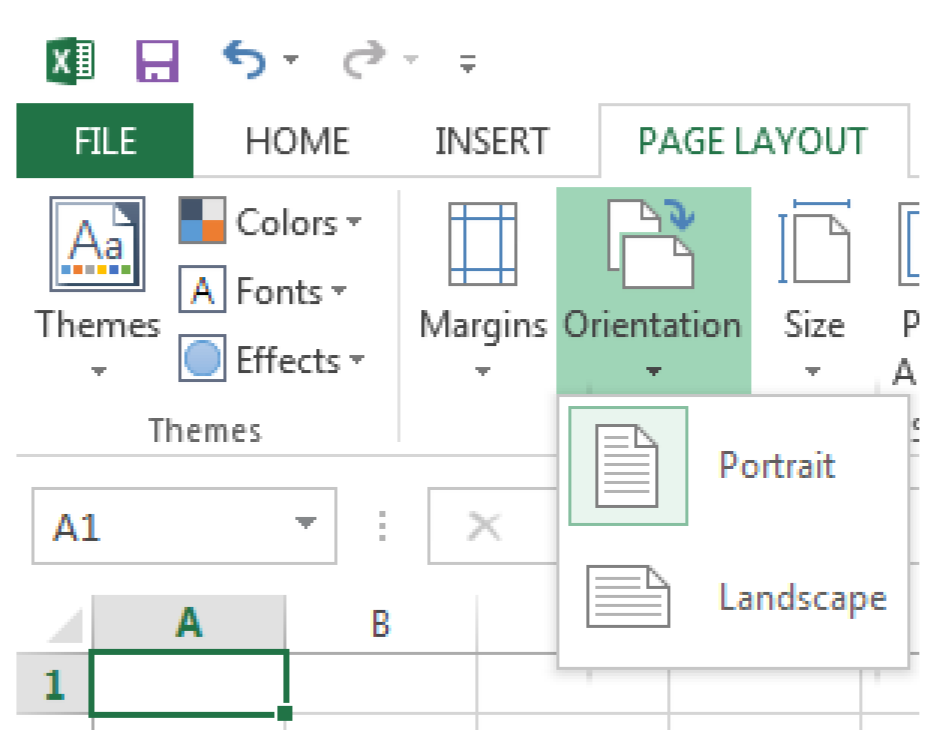 FILE HOME INSERT PAGE LAYOUT
Colors
Fonts
Effects
Themes
Margins
Orientation
Size
P
A
Themes
Portrait
Landscape
A1
A B
1